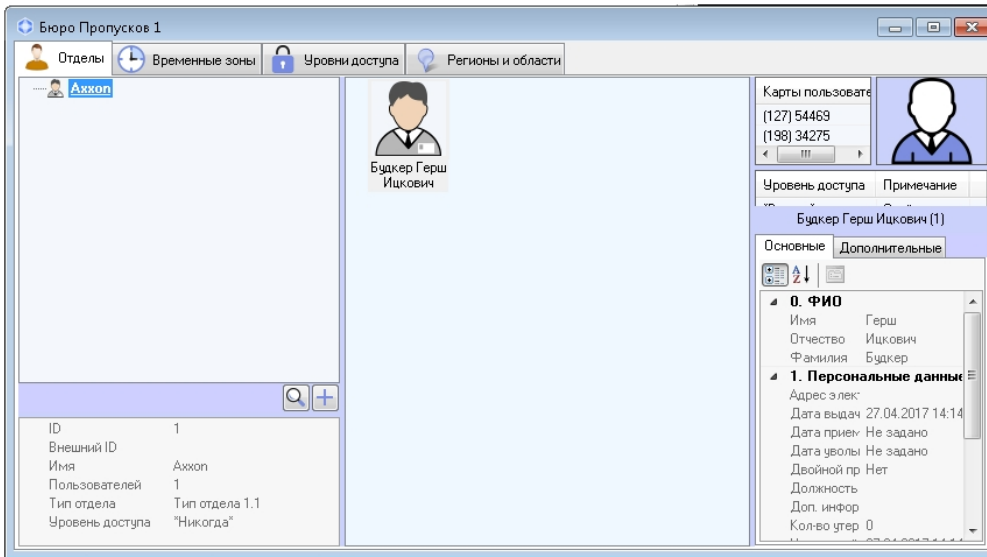 Бюро Пропусков 1
Отделы
Временные зоны
Уровни доступа
Регионы и области
Axxon
Будкер Герш
Ицкович
ID 1
Внешний ID
Имя Axxon
Пользователей 1
Тип отдела Тип отдела 1.1
Уровень доступа "Никогда"
Карты пользовате
(127) 54469
(198) 34275
Уровень доступа Примечание
Будкер Герш Ицкович (1)
Основные Дополнительные
0. ФИО
Имя Герш
Отчество Ицкович
Фамилия Будкер
1. Персональные данные
Адрес элек
Дата выдач 27.04.2017 14:14
Дата прием Не задано
Дата уволы Не задано
Двойной пр Нет
Должность
Доп. инфор
Кол-во утер 0